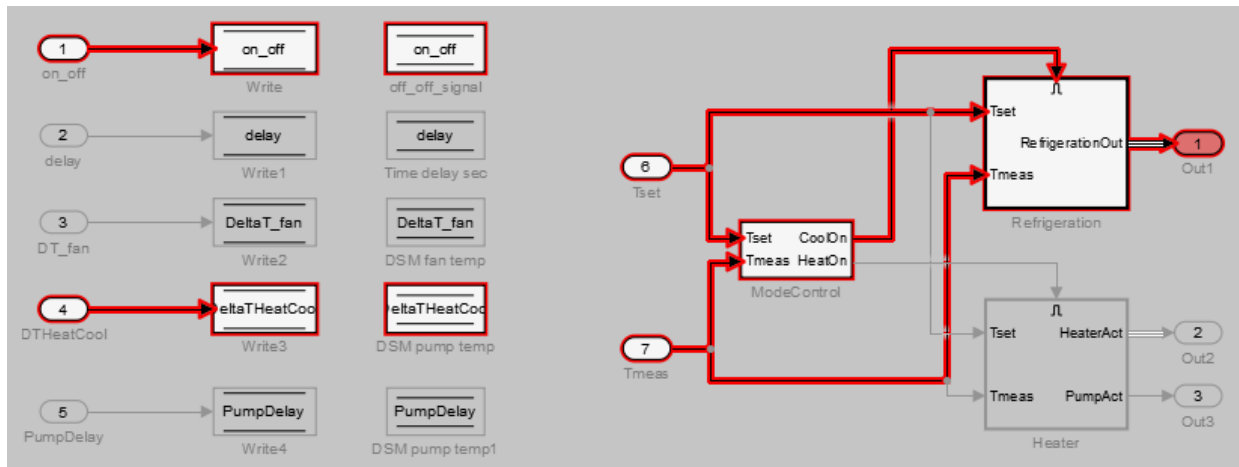 1
on_off
on_off
Write
on_off
off_off_signal
2
delay
delay
Write1
delay
Time delay sec
3
DT_fan
DeltaT_fan
Write2
DeltaT_fan
DSM fan temp
4
DTHeatCool
eltaTHeatCoo
Write3
eltaTHeatCoo
DSM pump temp
5
PumpDelay
PumpDelay
Write4
PumpDelay
DSM pump temp1
6
Tset
7
Tmeas
Tset CoolOn
Tmeas HeatOn
ModeControl
Tset
RefrigerationOut
Tmeas
Refrigeration
1
Out1
Tset HeaterAct
Tmeas PumpAct
Heater
2
Out2
3
Out3